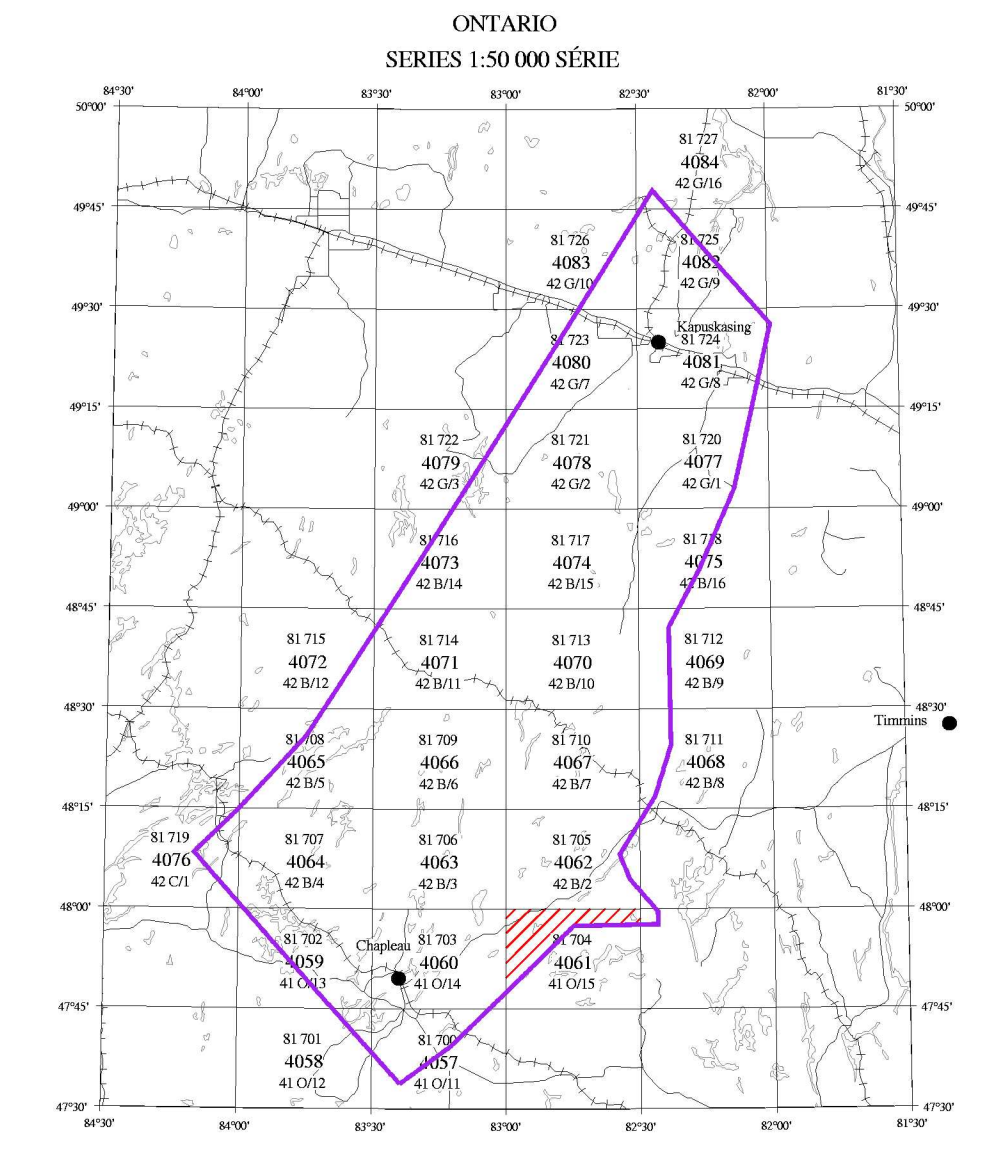 ONTARIO
SERIES 1:50 000 SÉRIE
84°30' 84°00' 83°30' 83°00' 82°30' 82°00' 81°30'
50°00' 50°00'
81 727
4084
42 G/16
49°45' 49°45'
81 726 81 725
4083 4082
42 G/10 42 G/9
49°30' 49°30'
Kapuskasing
81 723 81 724
4080 4081
42 G/7 42 G/8
49°15' 49°15'
81 722 81 721 81 720
4079 4078 4077
42 G/3 42 G/2 42 G/1
49°00' 49°00'
81 716 81 717 81 718
4073 4074 4075
42 B/14 42 B/15 42 B/16
48°45' 48°45'
81 715 81 714 81 713 81 712
4072 4071 4070 4069
42 B/12 42 B/11 42 B/10 42 B/9
48°30' 48°30'
Timmins
81 708 81 709 81 710 81 711
4065 4066 4067 4068
42 B/5 42 B/6 42 B/7 42 B/8
48°15' 48°15'
81 719 81 707 81 706 81 705
4076 4064 4063 4062
42 C/1 42 B/4 42 B/3 42 B/2
48°00' 48°00'
Chapleau
81 702 81 703 81 704
4059 4060 4061
41 O/13 41 O/14 41 O/15
47°45' 47°45'
81 701 81 700
4058 4057
41 O/12 41 O/11
47°30' 47°30'
84°30' 84°00' 83°30' 83°00' 82°30' 82°00' 81°30'